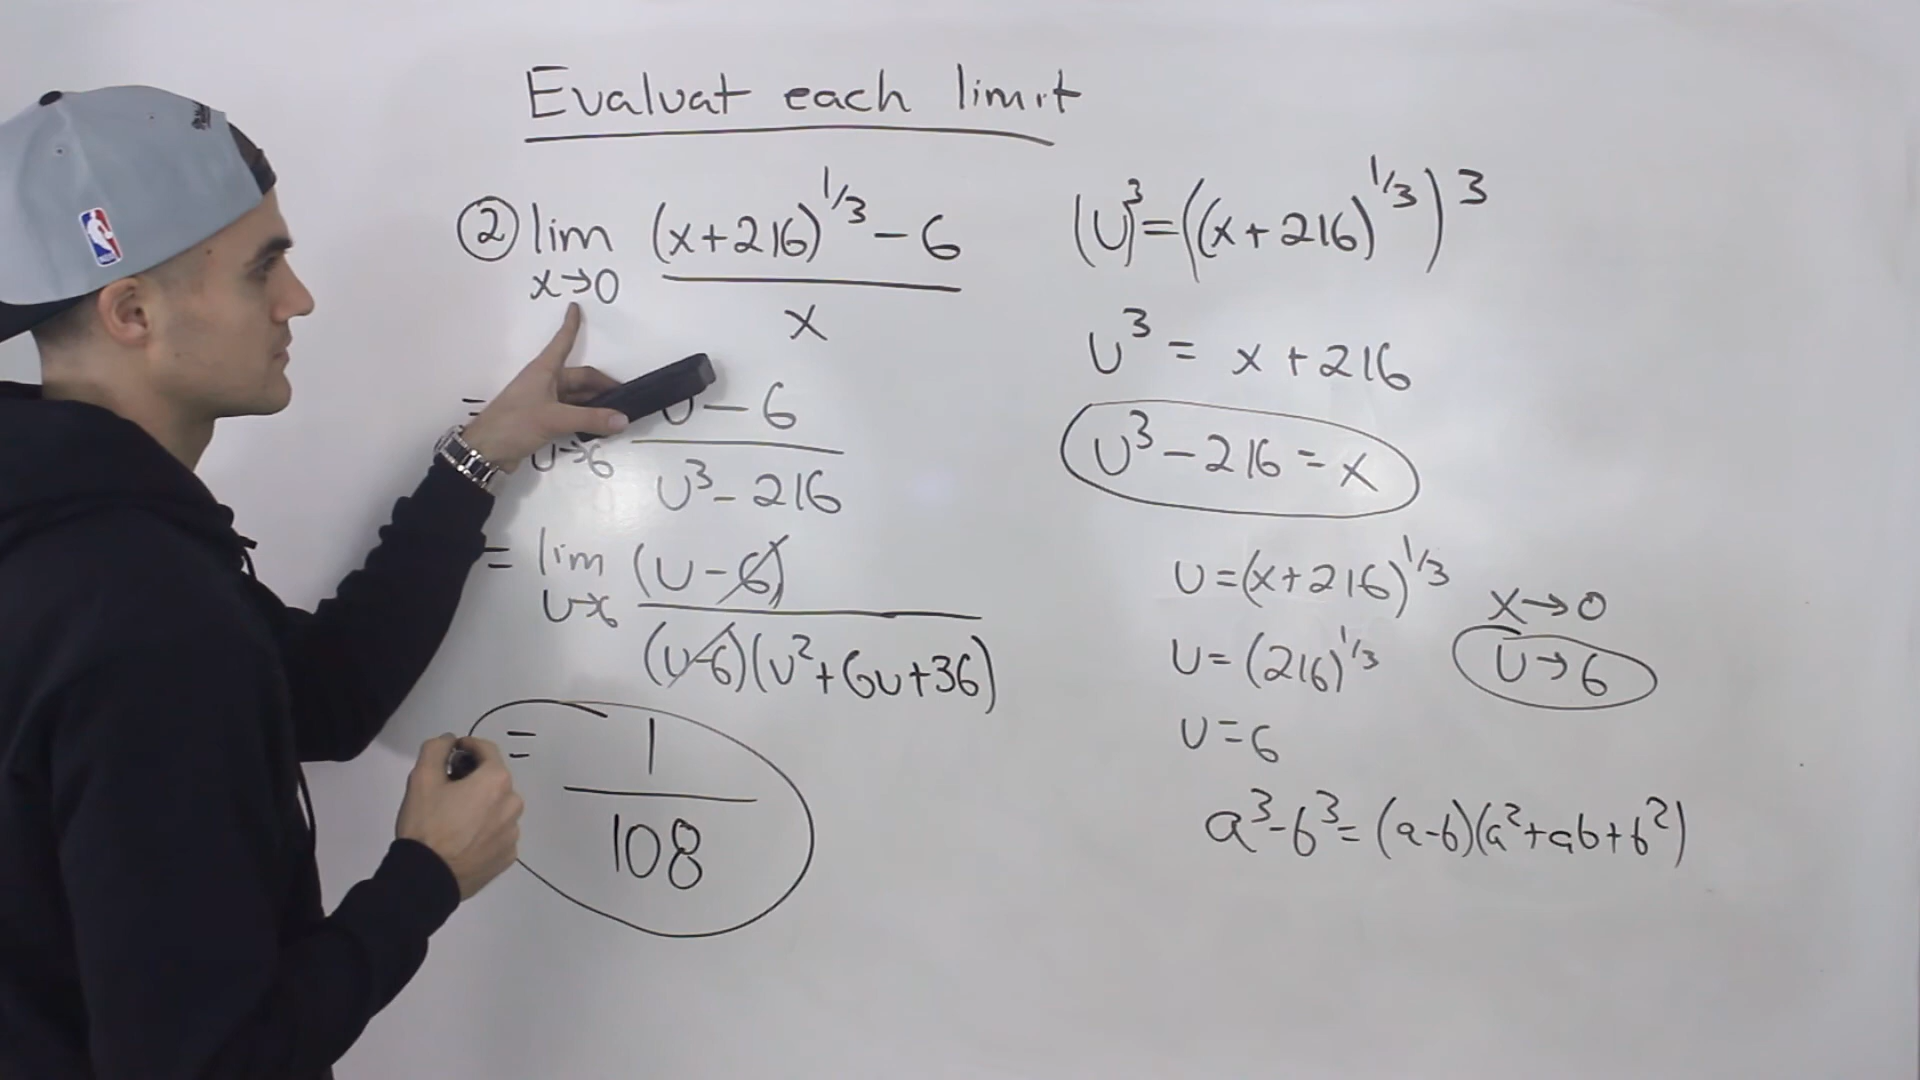 Evaluat each limit
② lim x→0 (x+216)^1/3 - 6 / x
= u→6 u - 6 / u³ - 216
= lim u→6 (u-6) / (u-6)(u²+6u+36)
= 1 / 108
(u)³ = ((x+216)^1/3)³
u³ = x + 216
u³ - 216 = x
u = (x+216)^1/3
x→0
u = (216)^1/3
u→6
u = 6
a³-b³ = (a-b)(a²+ab+b²)